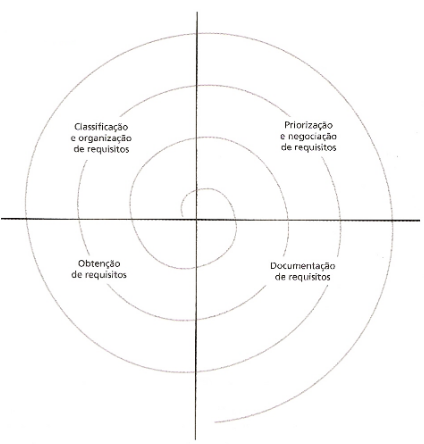 Classificação
e organização
de requisitos
Priorização
e negociação
de requisitos
Obtenção
de requisitos
Documentação
de requisitos